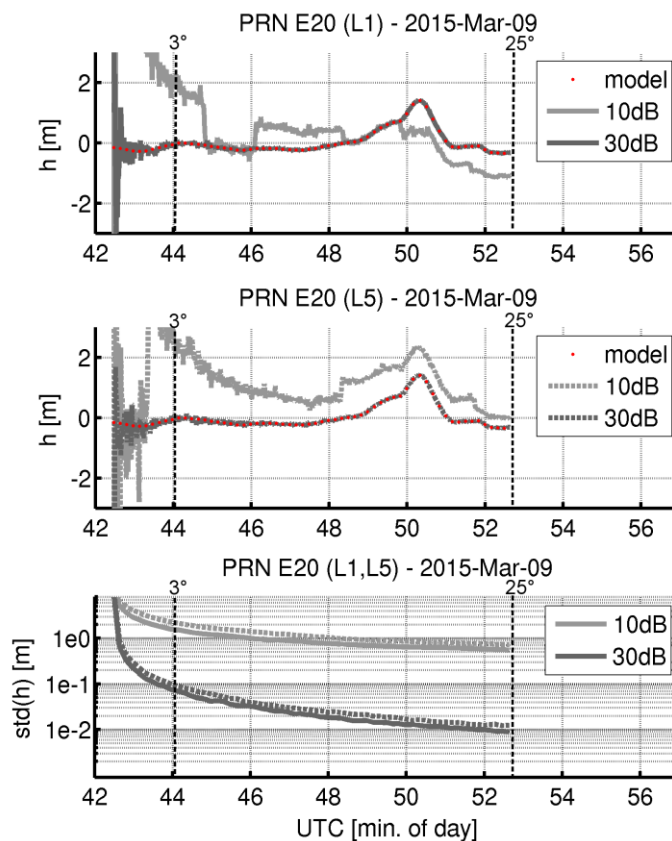 PRN E20 (L1) - 2015-Mar-09
3° 25°
h [m]
2
0
-2
model
10dB
30dB
42 44 46 48 50 52 54 56
PRN E20 (L5) - 2015-Mar-09
3° 25°
h [m]
2
0
-2
model
10dB
30dB
42 44 46 48 50 52 54 56
PRN E20 (L1,L5) - 2015-Mar-09
3° 25°
std(h) [m]
1e0
1e-1
1e-2
10dB
30dB
42 44 46 48 50 52 54 56
UTC [min. of day]